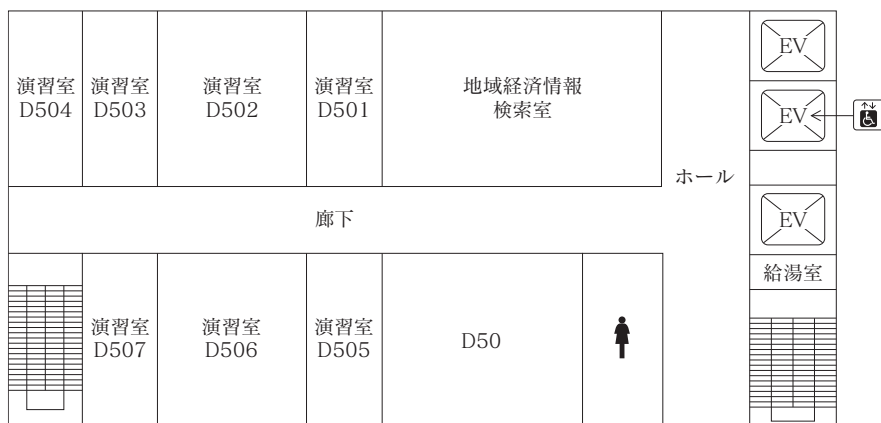 演習室
D504
演習室
D503
演習室
D502
演習室
D501
地域経済情報
検索室
EV
EV
ホール
EV
廊下
給湯室
演習室
D507
演習室
D506
演習室
D505
D50